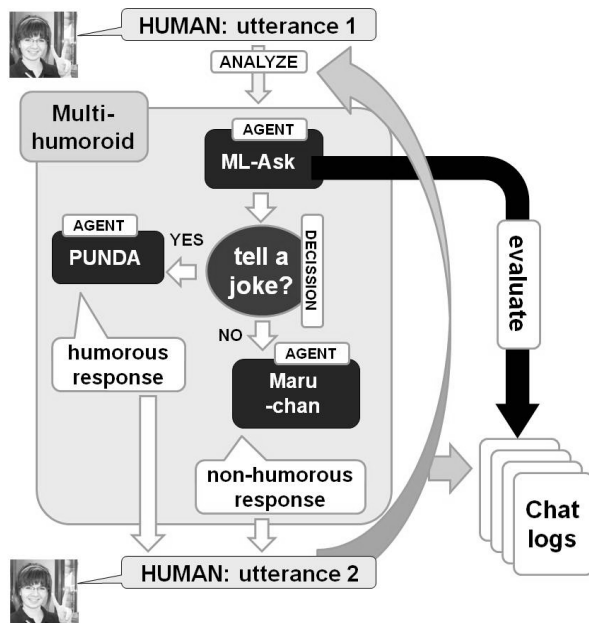 HUMAN: utterance 1
ANALYZE
Multi-
humoroid
AGENT
ML-Ask
AGENT
PUNDA
YES
tell a
joke?
DECISSION
evaluate
NO
humorous
response
AGENT
Maru
-chan
non-humorous
response
Chat
logs
HUMAN: utterance 2